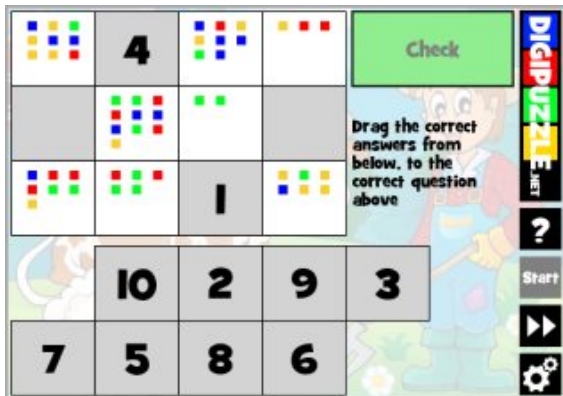 4
Check
DIGIPUZZLE.NET
Drag the correct
answers from
below, to the
correct question
above
1
?
10 2 9 3
Start
7 5 8 6